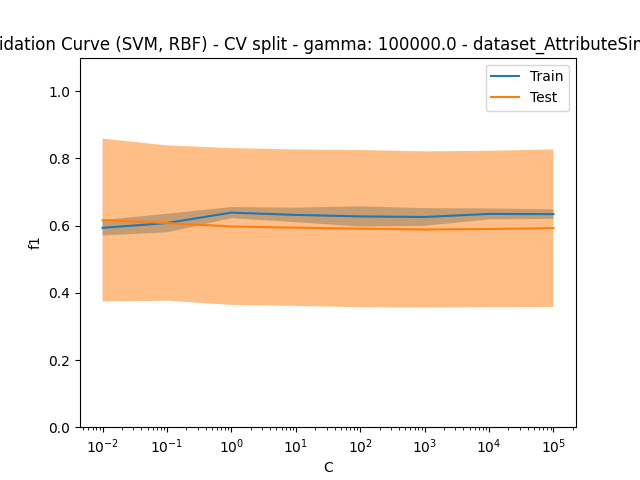 idation Curve (SVM, RBF) - CV split - gamma: 100000.0 - dataset_AttributeSin
Train
Test
1.0
0.8
0.6
0.4
0.2
0.0
f1
10⁻² 10⁻¹ 10⁰ 10¹ 10² 10³ 10⁴ 10⁵
C